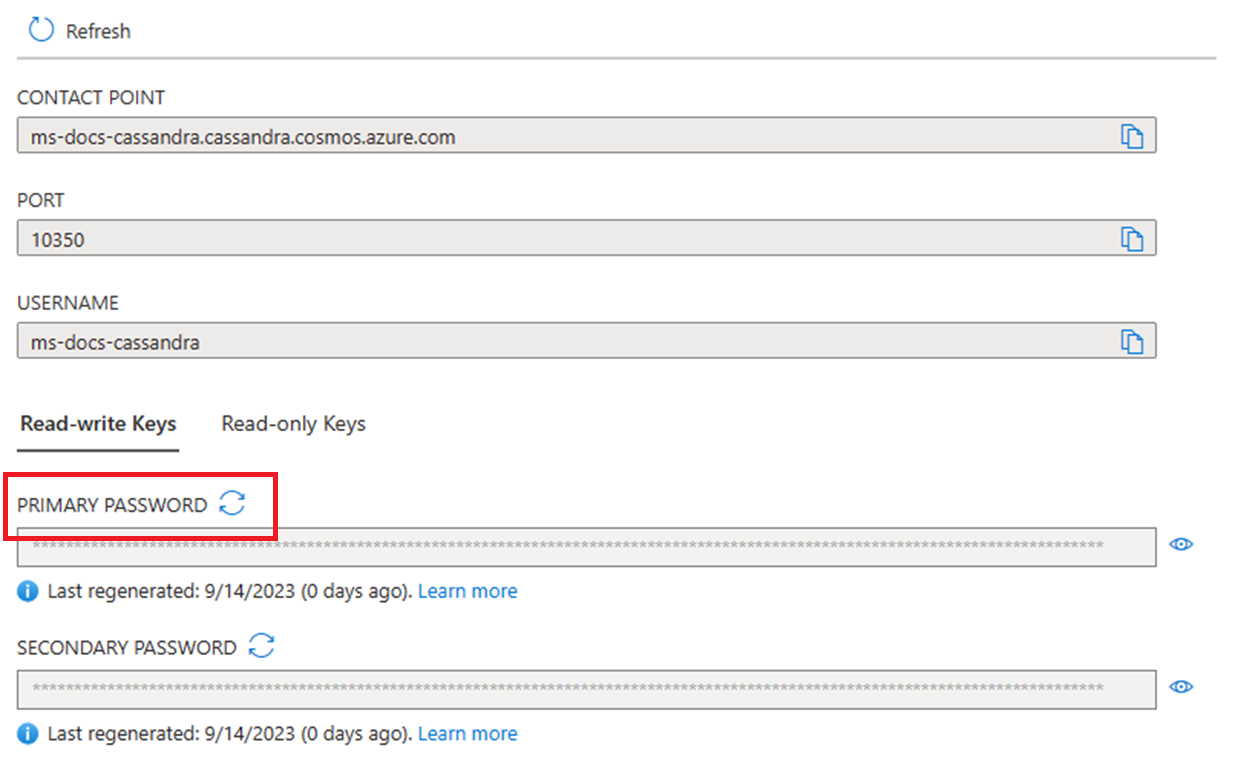 Refresh
CONTACT POINT
ms-docs-cassandra.cassandra.cosmos.azure.com
PORT
10350
USERNAME
ms-docs-cassandra
Read-write Keys Read-only Keys
PRIMARY PASSWORD
Last regenerated: 9/14/2023 (0 days ago). Learn more
SECONDARY PASSWORD
Last regenerated: 9/14/2023 (0 days ago). Learn more